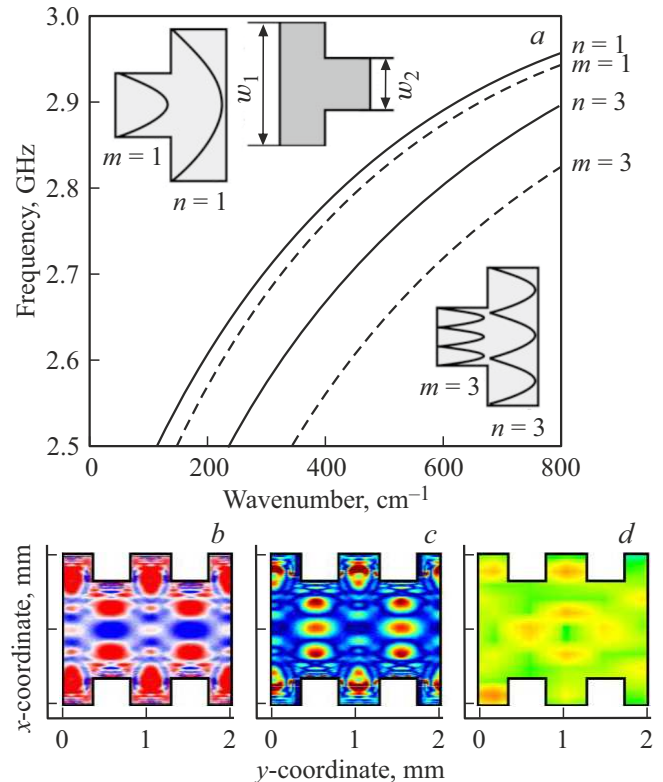 3.0
2.9
2.8
2.7
2.6
2.5
Frequency, GHz
0
200
400
600
800
Wavenumber, cm–1
a
n = 1
m = 1
n = 3
m = 3
m = 1
n = 1
w1
w2
m = 3
n = 3
b
c
d
x-coordinate, mm
0
1
2
0
1
2
0
1
2
y-coordinate, mm